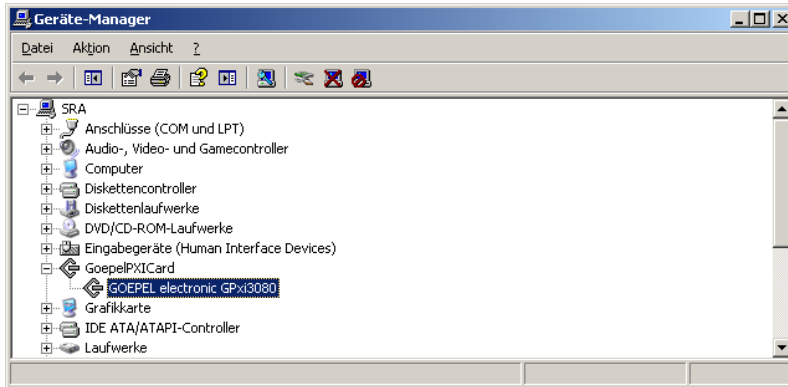 Geräte-Manager
Datei Aktion Ansicht ?
SRA
Anschlüsse (COM und LPT)
Audio-, Video- und Gamecontroller
Computer
Diskettencontroller
Diskettenlaufwerke
DVD/CD-ROM-Laufwerke
Eingabegeräte (Human Interface Devices)
GoepelPXICard
GOEPEL electronic GPxi3080
Grafikkarte
IDE ATA/ATAPI-Controller
Laufwerke